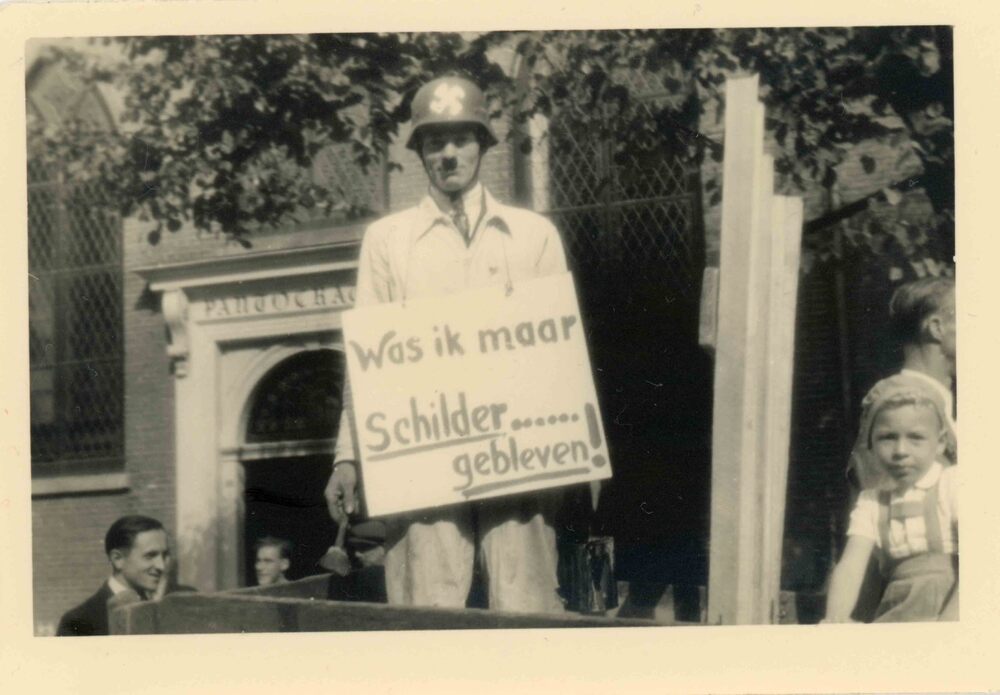 Was ik maar
Schilder......
gebleven!